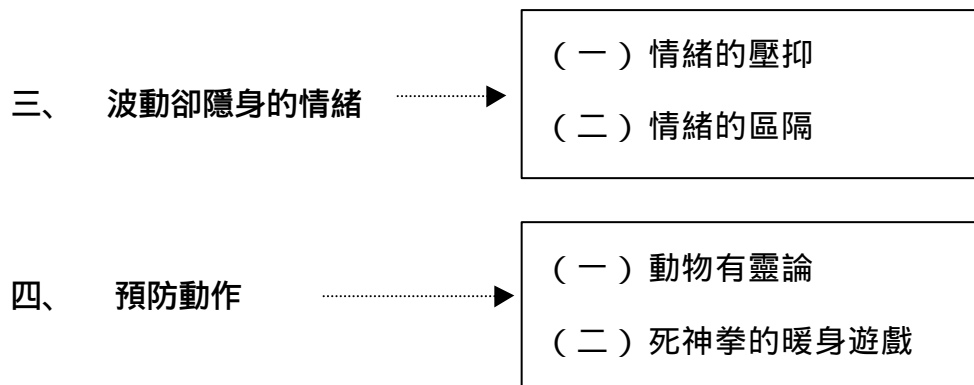 三、 波動卻隱身的情緒
（一）情緒的壓抑
（二）情緒的區隔
四、 預防動作
（一）動物有靈論
（二）死神拳的暖身遊戲